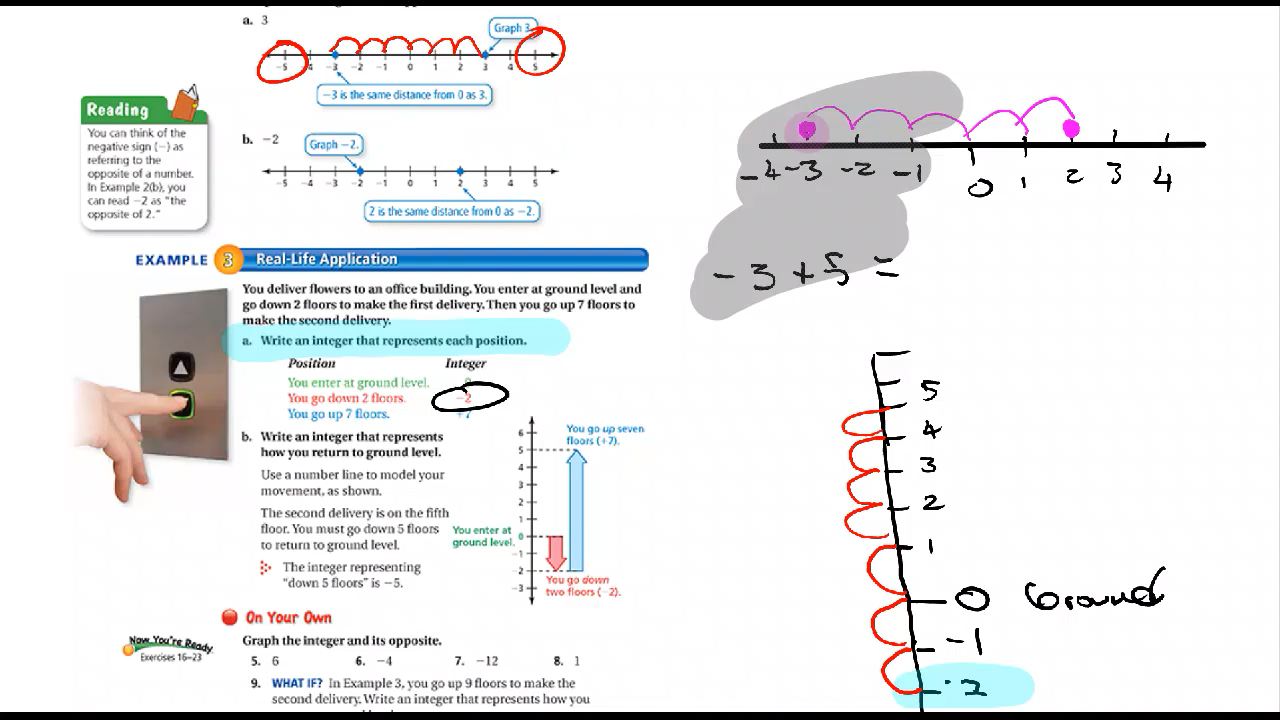 a. 3
Graph 3.
-5 -4 -3 -2 -1 0 1 2 3 4 5
−3 is the same distance from 0 as 3.
Reading
You can think of the
negative sign (−) as
referring to the
opposite of a number.
In Example 2(b), you
can read −2 as "the
opposite of 2."
b. −2
Graph −2.
-5 -4 -3 -2 -1 0 1 2 3 4 5
2 is the same distance from 0 as −2.
EXAMPLE 3 Real-Life Application
You deliver flowers to an office building. You enter at ground level and
go down 2 floors to make the first delivery. Then you go up 7 floors to
make the second delivery.
a. Write an integer that represents each position.
Position Integer
You enter at ground level. 0
You go down 2 floors. −2
You go up 7 floors. +7
b. Write an integer that represents
how you return to ground level.
Use a number line to model your
movement, as shown.
The second delivery is on the fifth
floor. You must go down 5 floors
to return to ground level.
The integer representing
"down 5 floors" is −5.
You go up seven
floors (+7).
6
5
4
3
2
1
0
-1
-2
-3
You enter at
ground level.
You go down
two floors (−2).
On Your Own
Now You're Ready
Exercises 16–23
Graph the integer and its opposite.
5. 6 6. −4 7. −12 8. 1
9. WHAT IF? In Example 3, you go up 9 floors to make the
second delivery. Write an integer that represents how you
-4 -3 -2 -1 0 1 2 3 4
-3 + 5 =
5
4
3
2
1
0 Ground
-1
-2